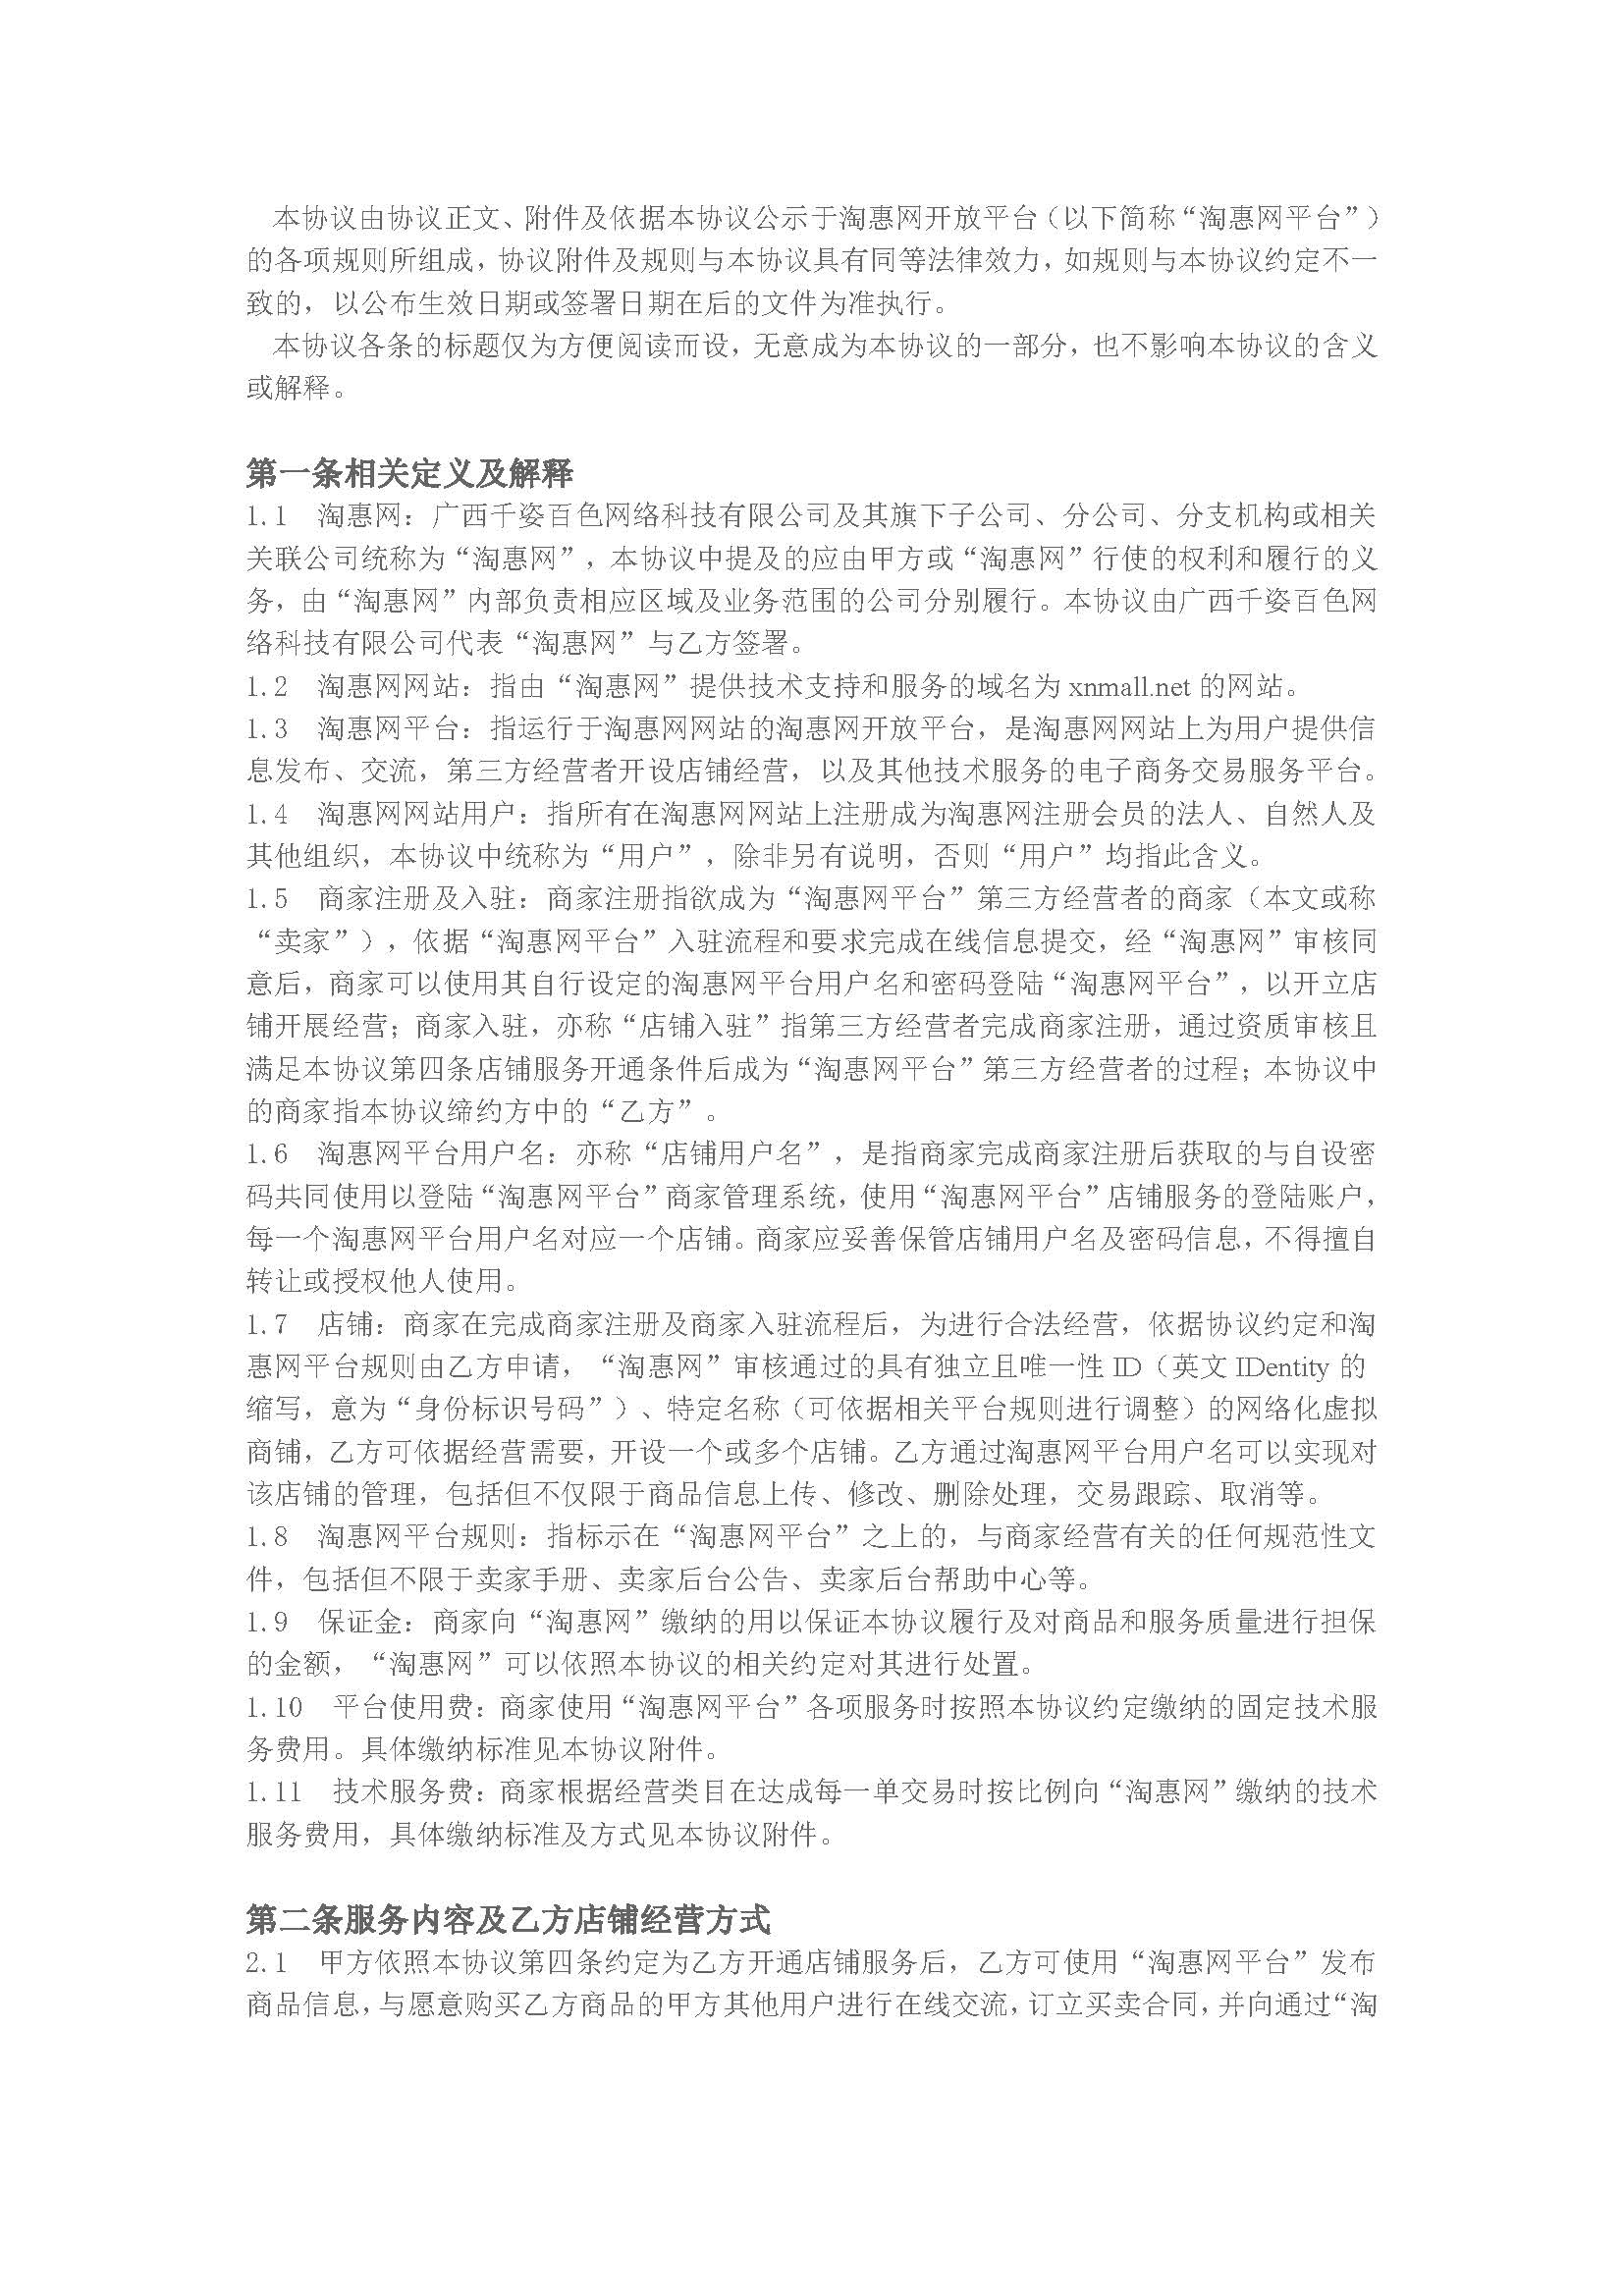 本协议由协议正文、附件及依据本协议公示于淘惠网开放平台（以下简称“淘惠网平台”）
的各项规则所组成，协议附件及规则与本协议具有同等法律效力，如规则与本协议约定不一
致的，以公布生效日期或签署日期在后的文件为准执行。
本协议各条的标题仅为方便阅读而设，无意成为本协议的一部分，也不影响本协议的含义
或解释。
第一条相关定义及解释
1.1 淘惠网：广西千姿百色网络科技有限公司及其旗下子公司、分公司、分支机构或相关
关联公司统称为“淘惠网”，本协议中提及的应由甲方或“淘惠网”行使的权利和履行的义
务，由“淘惠网”内部负责相应区域及业务范围的公司分别履行。本协议由广西千姿百色网
络科技有限公司代表“淘惠网”与乙方签署。
1.2 淘惠网网站：指由“淘惠网”提供技术支持和服务的域名为 xnmall.net 的网站。
1.3 淘惠网平台：指运行于淘惠网网站的淘惠网开放平台，是淘惠网网站上为用户提供信
息发布、交流，第三方经营者开设店铺经营，以及其他技术服务的电子商务交易服务平台。
1.4 淘惠网网站用户：指所有在淘惠网网站上注册成为淘惠网注册会员的法人、自然人及
其他组织，本协议中统称为“用户”，除非另有说明，否则“用户”均指此含义。
1.5 商家注册及入驻：商家注册指欲成为“淘惠网平台”第三方经营者的商家（本文或称
“卖家”），依据“淘惠网平台”入驻流程和要求完成在线信息提交，经“淘惠网”审核同
意后，商家可以使用其自行设定的淘惠网平台用户名和密码登陆“淘惠网平台”，以开立店
铺开展经营；商家入驻，亦称“店铺入驻”指第三方经营者完成商家注册，通过资质审核且
满足本协议第四条店铺服务开通条件后成为“淘惠网平台”第三方经营者的过程；本协议中
的商家指本协议缔约方中的“乙方”。
1.6 淘惠网平台用户名：亦称“店铺用户名”，是指商家完成商家注册后获取的与自设密
码共同使用以登陆“淘惠网平台”商家管理系统，使用“淘惠网平台”店铺服务的登陆账户，
每一个淘惠网平台用户名对应一个店铺。商家应妥善保管店铺用户名及密码信息，不得擅自
转让或授权他人使用。
1.7 店铺：商家在完成商家注册及商家入驻流程后，为进行合法经营，依据协议约定和淘
惠网平台规则由乙方申请，“淘惠网”审核通过的具有独立且唯一性 ID（英文 IDentity 的
缩写，意为“身份标识号码”）、特定名称（可依据相关平台规则进行调整）的网络化虚拟
商铺，乙方可依据经营需要，开设一个或多个店铺。乙方通过淘惠网平台用户名可以实现对
该店铺的管理，包括但不仅限于商品信息上传、修改、删除处理，交易跟踪、取消等。
1.8 淘惠网平台规则：指标示在“淘惠网平台”之上的，与商家经营有关的任何规范性文
件，包括但不限于卖家手册、卖家后台公告、卖家后台帮助中心等。
1.9 保证金：商家向“淘惠网”缴纳的用以保证本协议履行及对商品和服务质量进行担保
的金额，“淘惠网”可以依照本协议的相关约定对其进行处置。
1.10 平台使用费：商家使用“淘惠网平台”各项服务时按照本协议约定缴纳的固定技术服
务费用。具体缴纳标准见本协议附件。
1.11 技术服务费：商家根据经营类目在达成每一单交易时按比例向“淘惠网”缴纳的技术
服务费用，具体缴纳标准及方式见本协议附件。
第二条服务内容及乙方店铺经营方式
2.1 甲方依照本协议第四条约定为乙方开通店铺服务后，乙方可使用“淘惠网平台”发布
商品信息，与愿意购买乙方商品的甲方其他用户进行在线交流，订立买卖合同，并向通过“淘